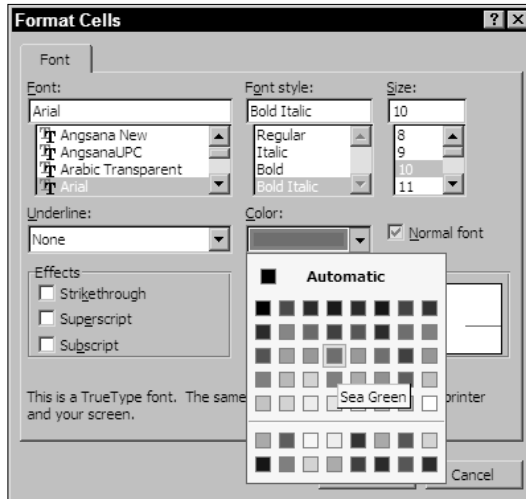 Format Cells
Font
Font:
Font style:
Size:
Arial
Bold Italic
10
Angsana New
AngsanaUPC
Arabic Transparent
Arial
Regular
Italic
Bold
Bold Italic
8
9
10
11
Underline:
Color:
None
Normal font
Effects
Strikethrough
Superscript
Subscript
Automatic
Sea Green
This is a TrueType font. The same
rinter
and your screen.
Cancel